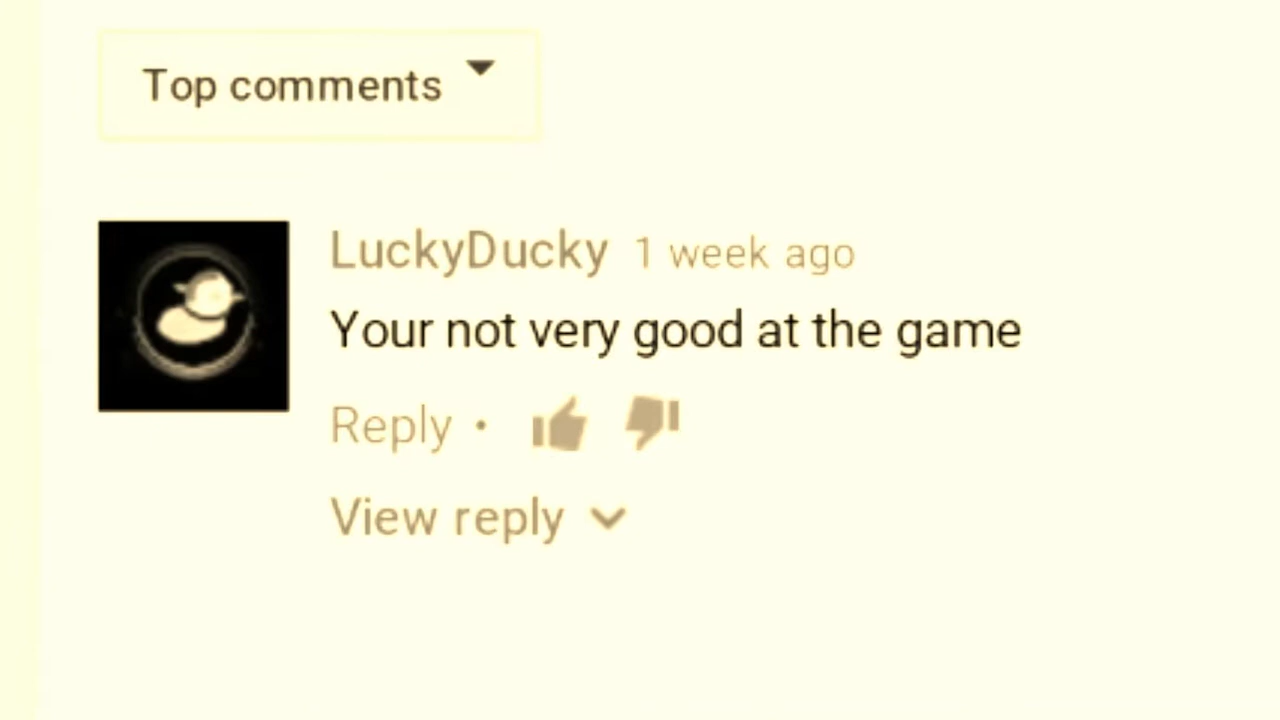 Top comments
LuckyDucky 1 week ago
Your not very good at the game
Reply •
View reply